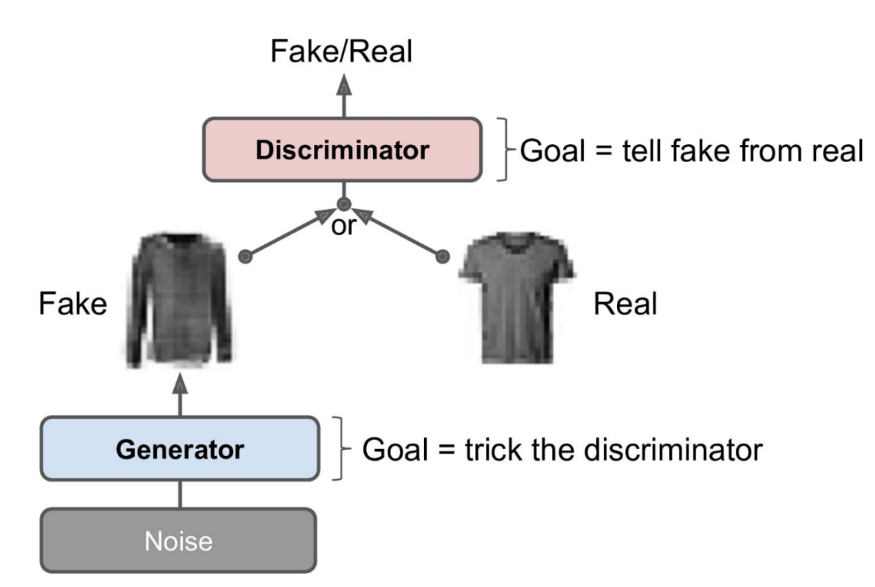 Fake/Real
Discriminator
Goal = tell fake from real
or
Fake
Real
Generator
Goal = trick the discriminator
Noise